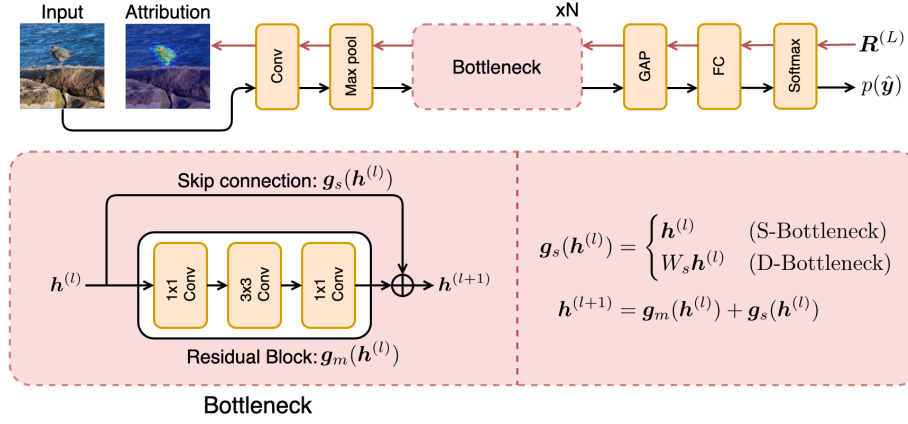 Input Attribution
xN
Conv
Max pool
Bottleneck
GAP
FC
Softmax
R^{(L)}
p(ŷ)
Skip connection: g_s(h^{(l)})
h^{(l)}
1x1 Conv
3x3 Conv
1x1 Conv
⊕
h^{(l+1)}
Residual Block: g_m(h^{(l)})
g_s(h^{(l)}) = { h^{(l)} (S-Bottleneck)
W_s h^{(l)} (D-Bottleneck)
h^{(l+1)} = g_m(h^{(l)}) + g_s(h^{(l)})
Bottleneck